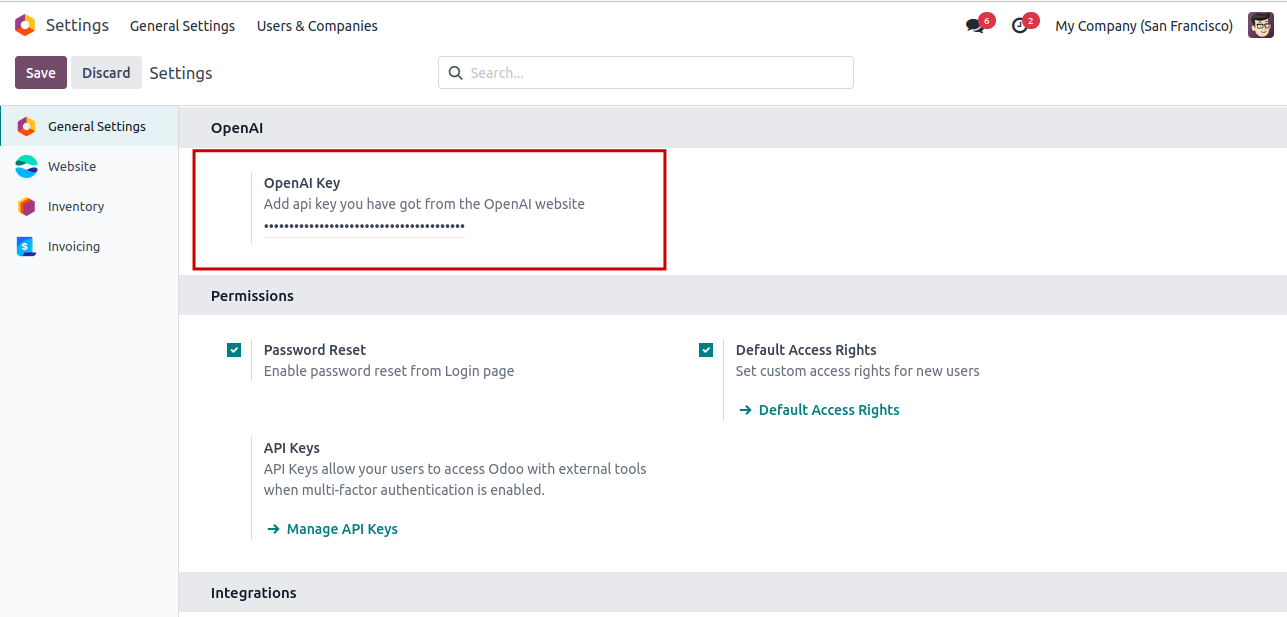 Settings General Settings Users & Companies 6 2 My Company (San Francisco)
Save Discard Settings Search...
General Settings
Website
Inventory
Invoicing
OpenAI
OpenAI Key
Add api key you have got from the OpenAI website
••••••••••••••••••••••••••••••••••••••••
Permissions
Password Reset
Enable password reset from Login page
Default Access Rights
Set custom access rights for new users
→ Default Access Rights
API Keys
API Keys allow your users to access Odoo with external tools
when multi-factor authentication is enabled.
→ Manage API Keys
Integrations